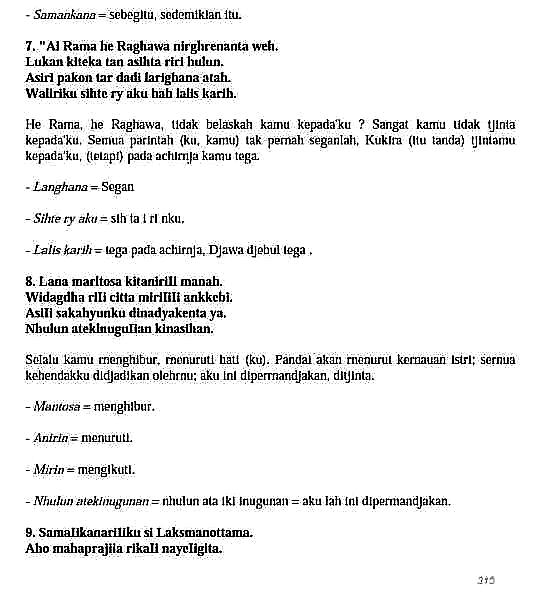 - Samankana = sebegitu, sedemikian itu.
7. "Al Rama he Raghawa nirghrenanta weh.
Lukan kiteka tan asihta riri hulun.
Asiri pakon tar dadi larighana atah.
Waliriku sihte ry aku hah lalis karih.
He Rama, he Raghawa, tidak belaskah kamu kepada'ku ? Sangat kamu tidak tjinta
kepada'ku. Semua parintah (ku, kamu) tak pernah seganlah, Kukira (itu tanda) tjintamu
kepada'ku, (tetapi) pada achirnja kamu tega.
- Langhana = Segan
- Sihte ry aku = sih ta i ri nku.
- Lalis karih = tega pada achirnja, Djawa djebul tega .
8. Lana maritosa kitanirili manah.
Widagdha rili citta mirilili ankkebi.
Asili sakahyunku dinadyakenta ya.
Nhulun atekinugulian kinasihan.
Selalu kamu menghibur, menuruti hati (ku). Pandai akan menurut kemauan istri; semua
kehendakku didjadikan olehmu; aku ini dipermandjakan, ditjinta.
- Mantosa = menghibur.
- Anirin = menuruti.
- Mirin = mengikuti.
- Nhulun atekinugunan = nhulun ata iki inugunan = aku lah ini dipermandjakan.
9. Samalikanariliku si Laksmanottama.
Aho mahaprajila rikali nayeligita.
315